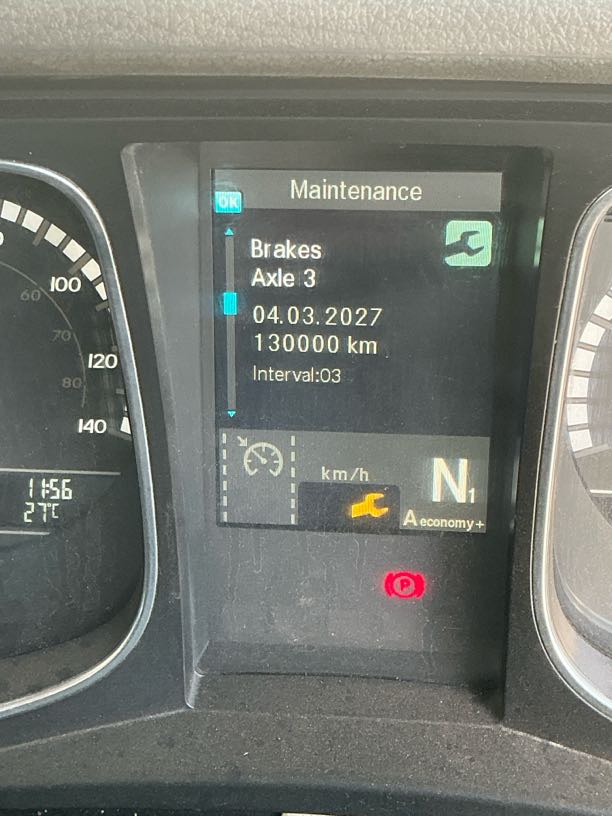 Maintenance
OK
Brakes
Axle 3
04.03.2027
130000 km
Interval:03
km/h
N1
A economy+
P
100
60
70
120
80
140
11:56
27°C